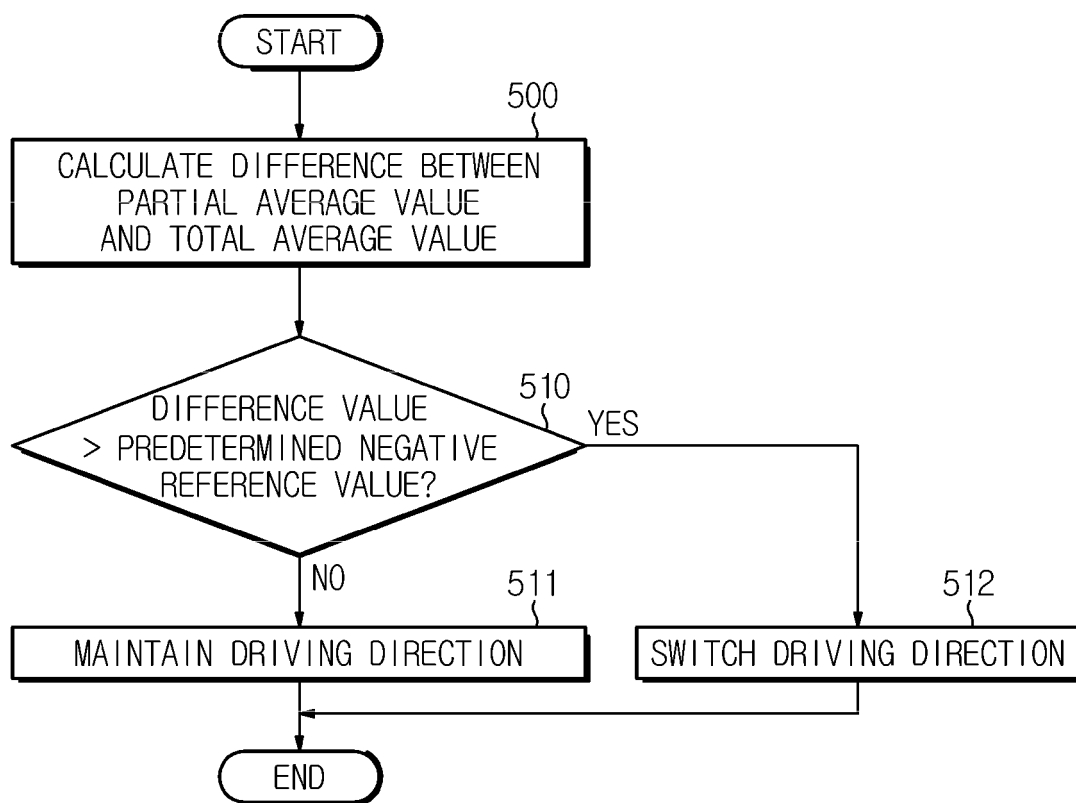 START
500
CALCULATE DIFFERENCE BETWEEN
PARTIAL AVERAGE VALUE
AND TOTAL AVERAGE VALUE
510
DIFFERENCE VALUE
> PREDETERMINED NEGATIVE
REFERENCE VALUE?
YES
NO
511
MAINTAIN DRIVING DIRECTION
512
SWITCH DRIVING DIRECTION
END